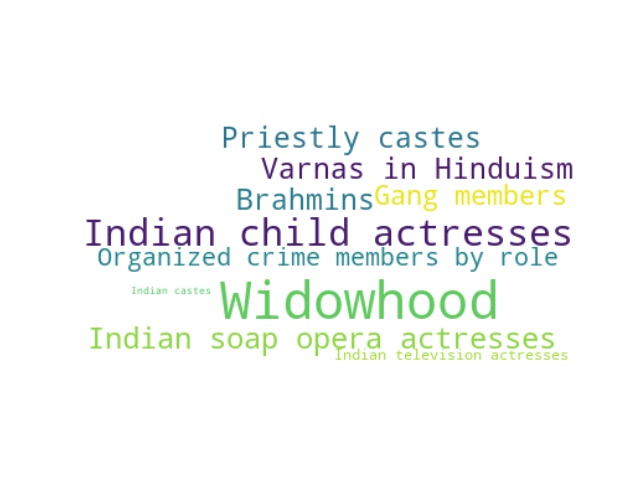 Priestly castes
Varnas in Hinduism
Brahmins
Gang members
Indian child actresses
Organized crime members by role
Indian castes
Widowhood
Indian soap opera actresses
Indian television actresses